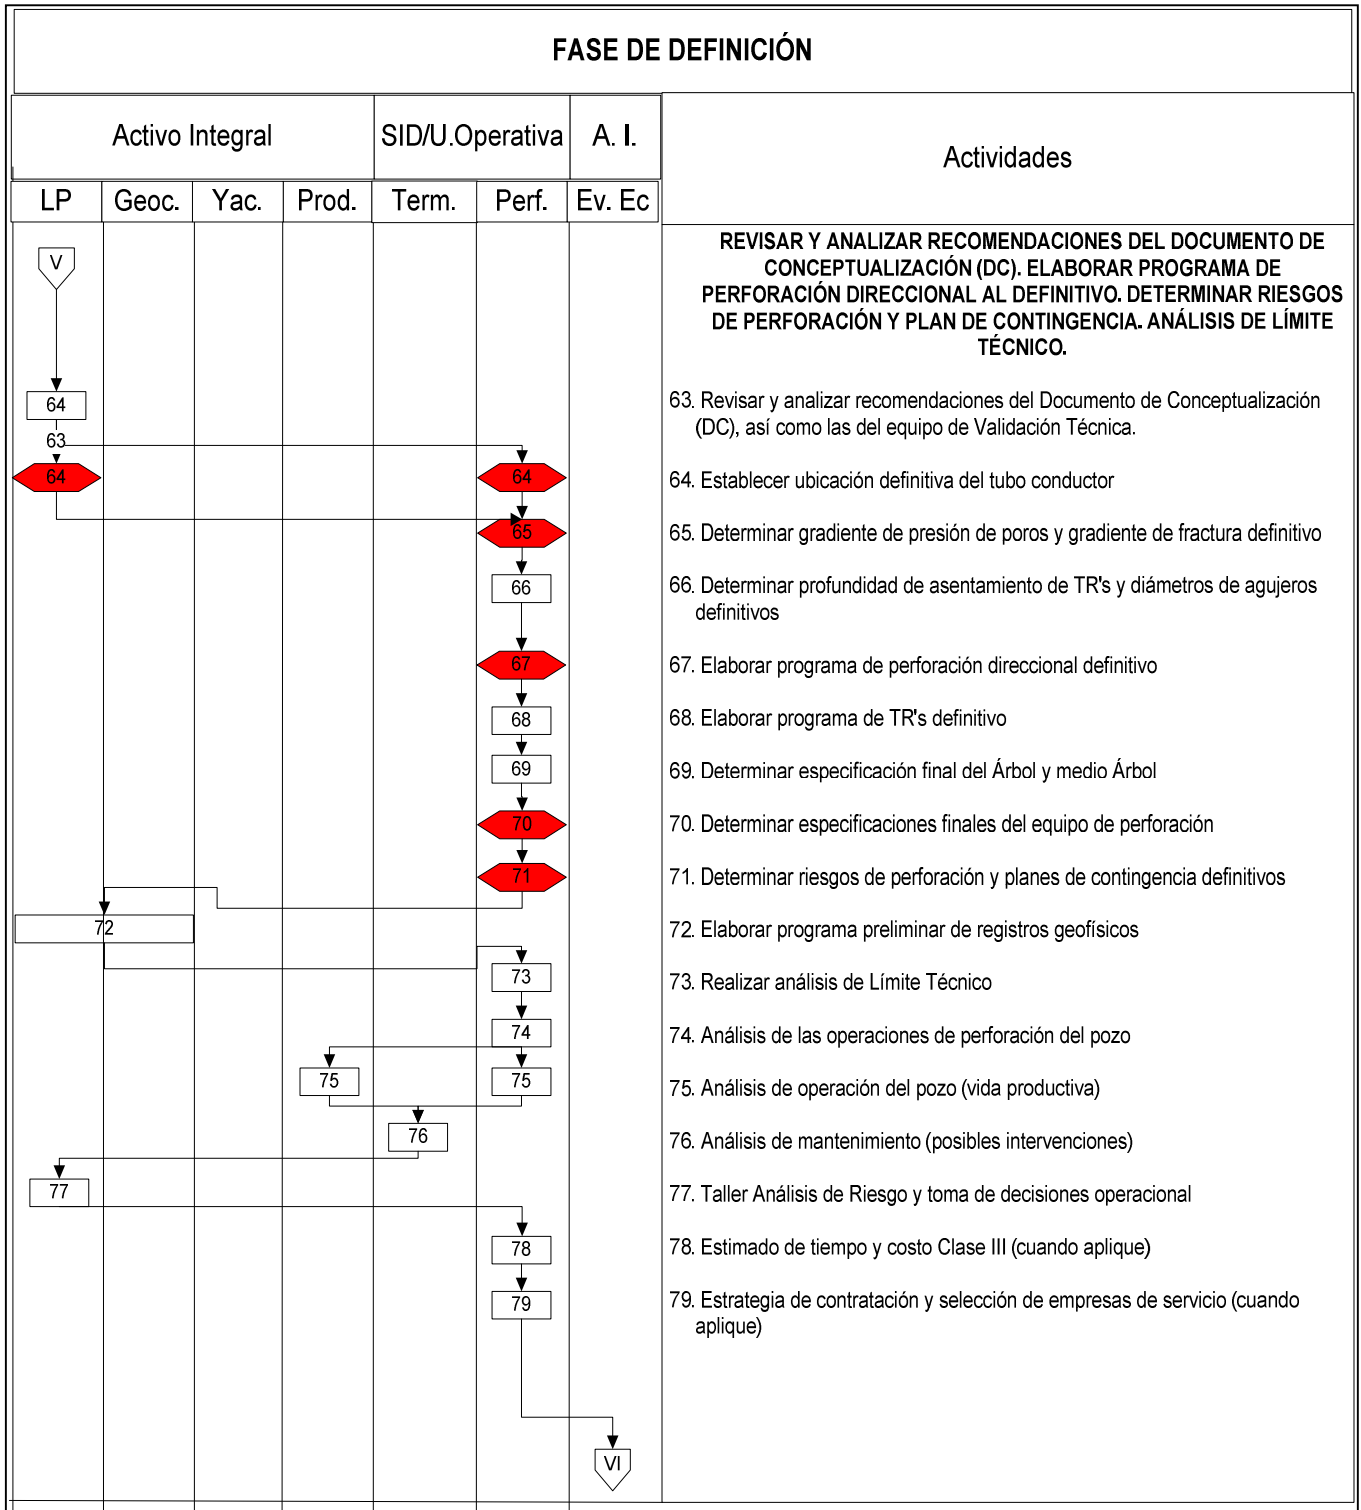 FASE DE DEFINICIÓN
Activo Integral
SID/U.Operativa
A. I.
Actividades
LP
Geoc.
Yac.
Prod.
Term.
Perf.
Ev. Ec
REVISAR Y ANALIZAR RECOMENDACIONES DEL DOCUMENTO DE
CONCEPTUALIZACIÓN (DC). ELABORAR PROGRAMA DE
PERFORACIÓN DIRECCIONAL AL DEFINITIVO. DETERMINAR RIESGOS
DE PERFORACIÓN Y PLAN DE CONTINGENCIA. ANÁLISIS DE LÍMITE
TÉCNICO.
V
64
63
64
64
65
66
67
68
69
70
71
72
73
74
75
75
76
77
78
79
VI
63. Revisar y analizar recomendaciones del Documento de Conceptualización
(DC), así como las del equipo de Validación Técnica.
64. Establecer ubicación definitiva del tubo conductor
65. Determinar gradiente de presión de poros y gradiente de fractura definitivo
66. Determinar profundidad de asentamiento de TR's y diámetros de agujeros
definitivos
67. Elaborar programa de perforación direccional definitivo
68. Elaborar programa de TR's definitivo
69. Determinar especificación final del Árbol y medio Árbol
70. Determinar especificaciones finales del equipo de perforación
71. Determinar riesgos de perforación y planes de contingencia definitivos
72. Elaborar programa preliminar de registros geofísicos
73. Realizar análisis de Límite Técnico
74. Análisis de las operaciones de perforación del pozo
75. Análisis de operación del pozo (vida productiva)
76. Análisis de mantenimiento (posibles intervenciones)
77. Taller Análisis de Riesgo y toma de decisiones operacional
78. Estimado de tiempo y costo Clase III (cuando aplique)
79. Estrategia de contratación y selección de empresas de servicio (cuando
aplique)